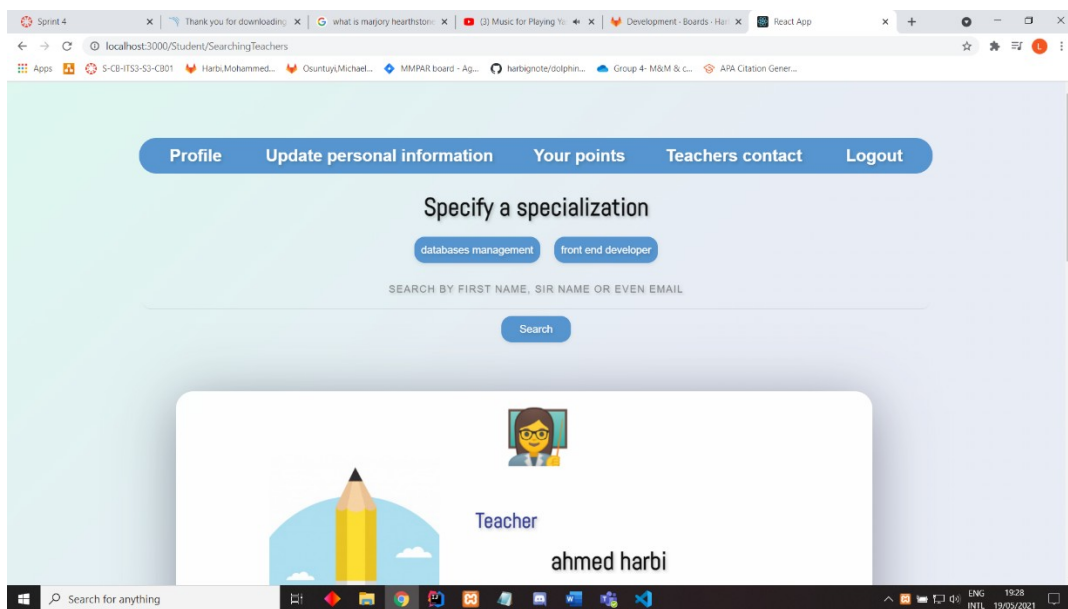 Sprint 4
Thank you for downloading
what is marjory hearthstone
(3) Music for Playing
Development · Boards · Har
React App
localhost:3000/Student/SearchingTeachers
Apps
S-CB-ITS3-S3-CB01
Harbi,Mohammed...
Osuntuyi,Michael...
MMPAR board - Ag...
harbignote/dolphin...
Group 4- M&M & c...
APA Citation Gener...
Profile
Update personal information
Your points
Teachers contact
Logout
Specify a specialization
databases management
front end developer
SEARCH BY FIRST NAME, SIR NAME OR EVEN EMAIL
Search
Teacher
ahmed harbi
Search for anything
ENG
INTL
19:28
19/05/2021